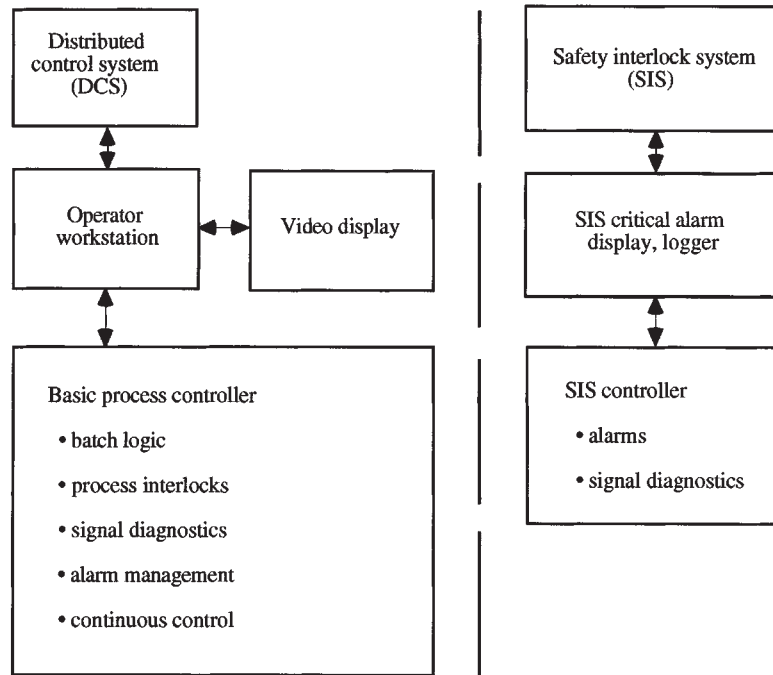 Distributed
control system
(DCS)
Safety interlock system
(SIS)
Operator
workstation
Video display
SIS critical alarm
display, logger
Basic process controller
• batch logic
• process interlocks
• signal diagnostics
• alarm management
• continuous control
SIS controller
• alarms
• signal diagnostics